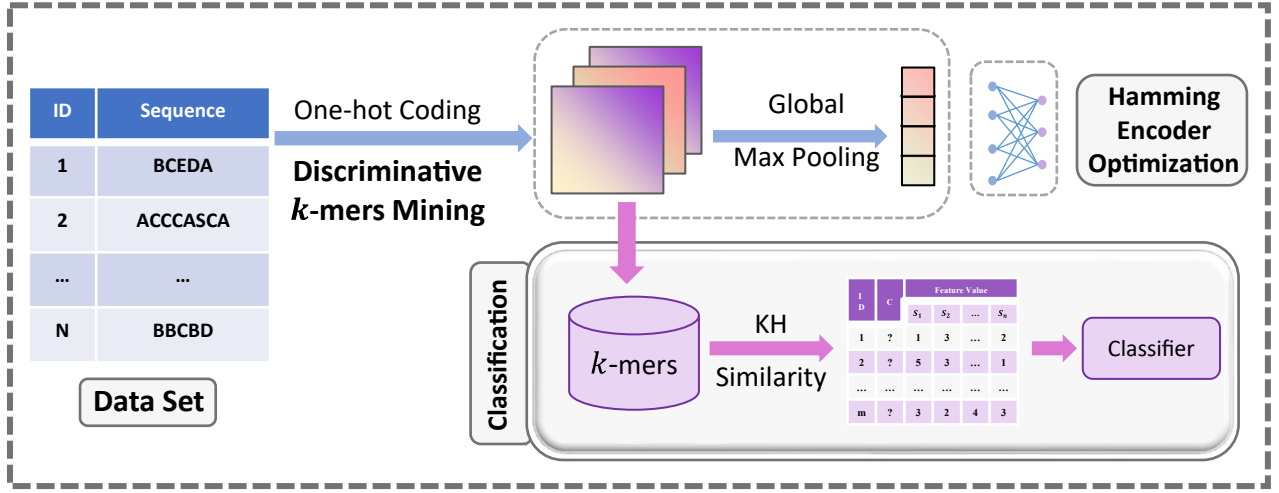 ID Sequence
1 BCEDA
2 ACCCASCA
... ...
N BBCBD
Data Set
One-hot Coding
Discriminative
k-mers Mining
Global
Max Pooling
Hamming
Encoder
Optimization
Classification
k-mers
KH
Similarity
I
D
C
Feature Value
S1 S2 ... Sn
1 ? 1 3 ... 2
2 ? 5 3 ... 1
... ... ... ... ... ...
m ? 3 2 4 3
Classifier